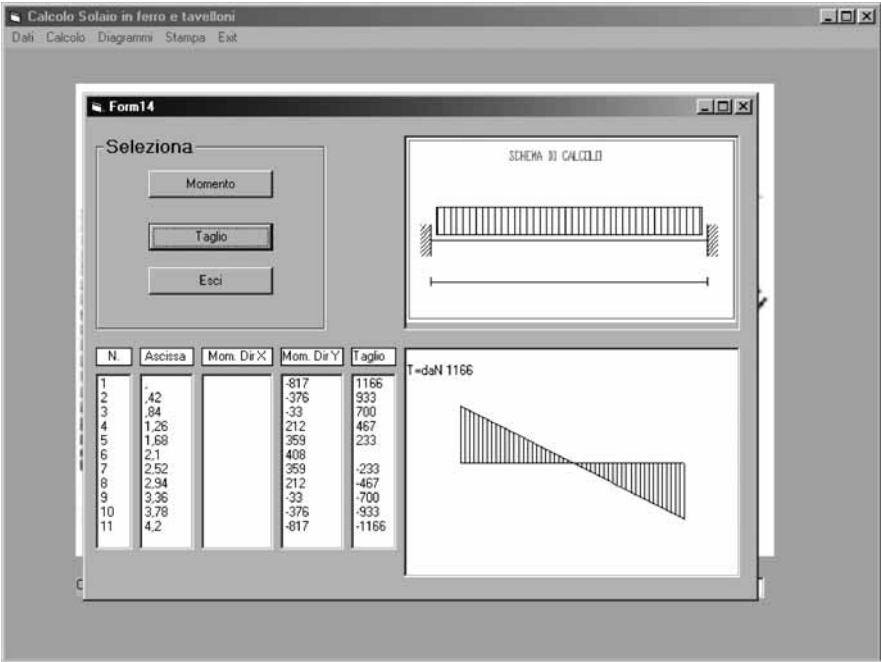 Calcolo Solaio in ferro e tavelloni
Dati Calcolo Diagrammi Stampa Exit
Form14
Seleziona
Momento
Taglio
Esci
SCHEMA DI CALCOLO
N. Ascissa Mom. Dir X Mom. Dir Y Taglio
1 , -817 1166
2 ,42 -376 933
3 ,84 -33 700
4 1,26 212 467
5 1,68 359 233
6 2,1 408
7 2,52 359 -233
8 2,94 212 -467
9 3,36 -33 -700
10 3,78 -376 -933
11 4,2 -817 -1166
T=daN 1166